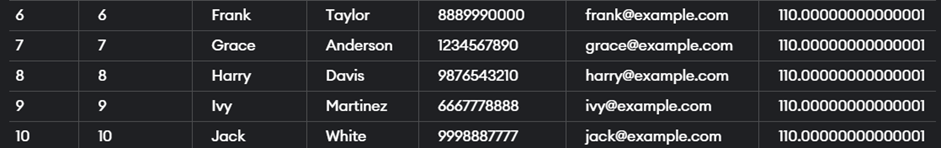 6 6 Frank Taylor 8889990000 frank@example.com 110.00000000000001
7 7 Grace Anderson 1234567890 grace@example.com 110.00000000000001
8 8 Harry Davis 9876543210 harry@example.com 110.00000000000001
9 9 Ivy Martinez 6667778888 ivy@example.com 110.00000000000001
10 10 Jack White 9998887777 jack@example.com 110.00000000000001